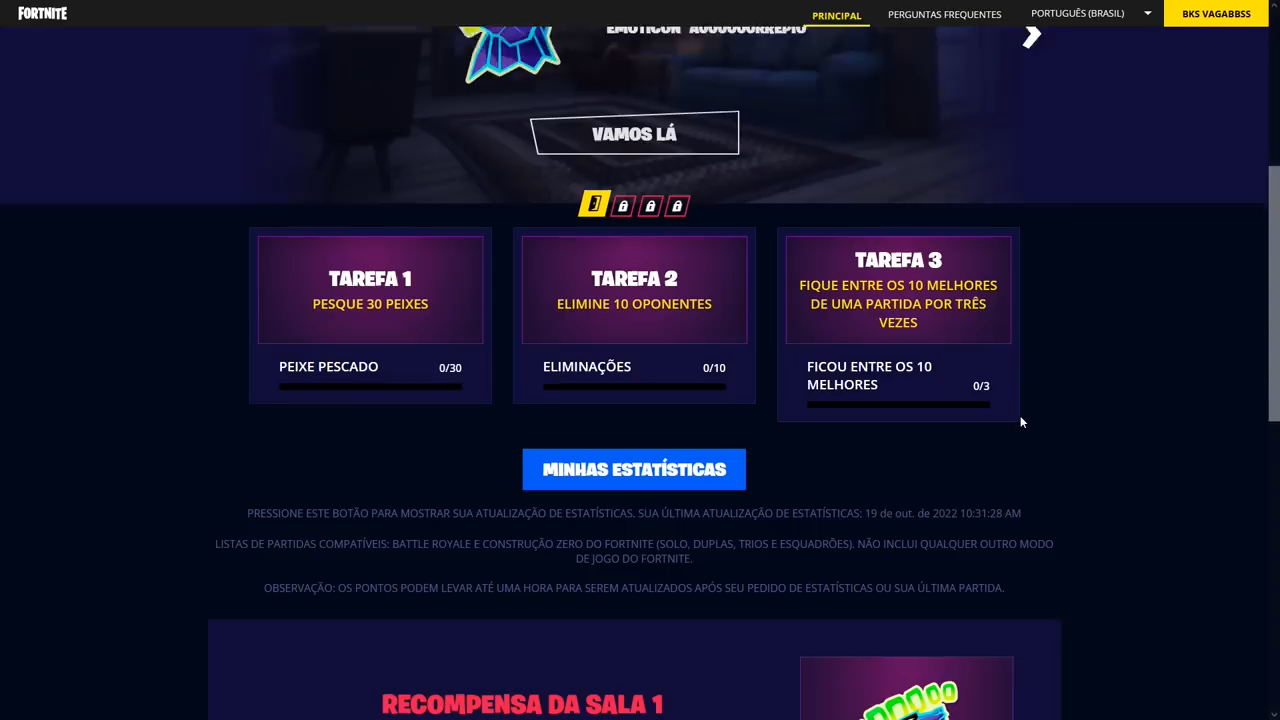 FORTNITE
PRINCIPAL
PERGUNTAS FREQUENTES
PORTUGUÊS (BRASIL)
BKS VAGABBSS
VAMOS LÁ
TAREFA 1
PESQUE 30 PEIXES
PEIXE PESCADO 0/30
TAREFA 2
ELIMINE 10 OPONENTES
ELIMINAÇÕES 0/10
TAREFA 3
FIQUE ENTRE OS 10 MELHORES
DE UMA PARTIDA POR TRÊS
VEZES
FICOU ENTRE OS 10
MELHORES 0/3
MINHAS ESTATÍSTICAS
PRESSIONE ESTE BOTÃO PARA MOSTRAR SUA ATUALIZAÇÃO DE ESTATÍSTICAS. SUA ÚLTIMA ATUALIZAÇÃO DE ESTATÍSTICAS: 19 de out. de 2022 10:31:28 AM
LISTAS DE PARTIDAS COMPATÍVEIS: BATTLE ROYALE E CONSTRUÇÃO ZERO DO FORTNITE (SOLO, DUPLAS, TRIOS E ESQUADRÕES). NÃO INCLUI QUALQUER OUTRO MODO
DE JOGO DO FORTNITE.
OBSERVAÇÃO: OS PONTOS PODEM LEVAR ATÉ UMA HORA PARA SEREM ATUALIZADOS APÓS SEU PEDIDO DE ESTATÍSTICAS OU SUA ÚLTIMA PARTIDA.
RECOMPENSA DA SALA 1